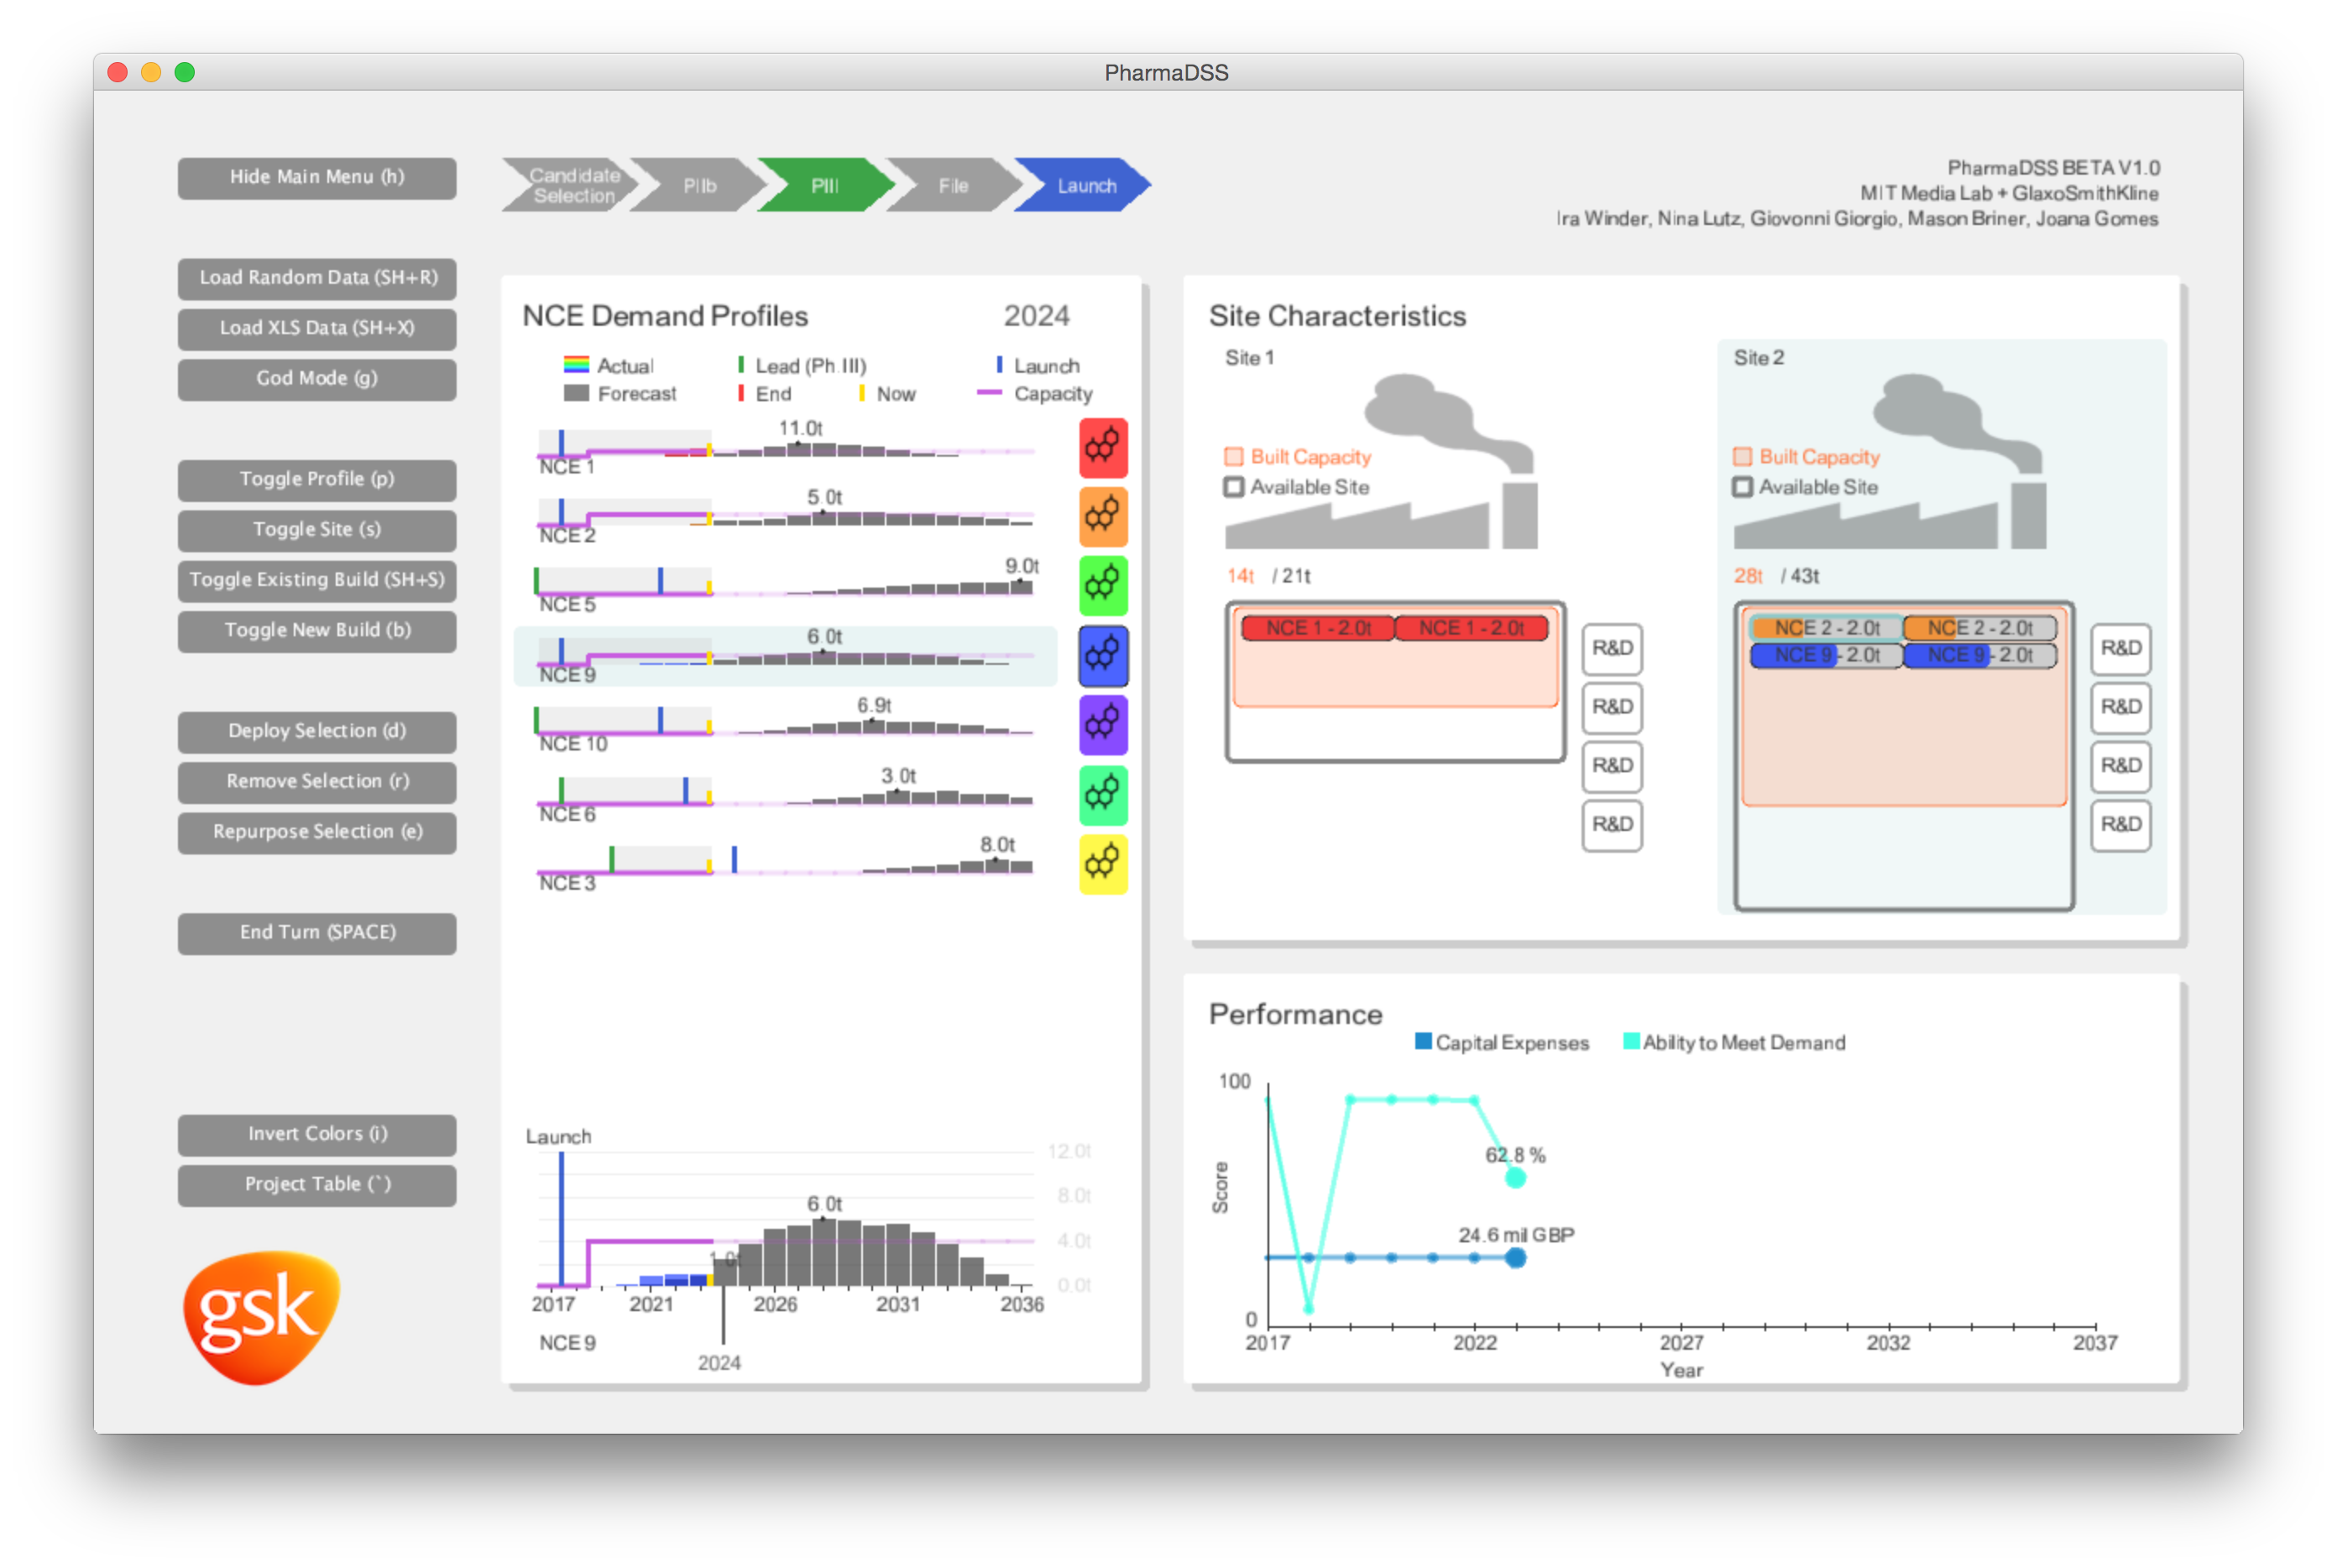 PharmaDSS
Hide Main Menu (h)
Load Random Data (SH+R)
Load XLS Data (SH+X)
God Mode (g)
Toggle Profile (p)
Toggle Site (s)
Toggle Existing Build (SH+S)
Toggle New Build (b)
Deploy Selection (d)
Remove Selection (r)
Repurpose Selection (e)
End Turn (SPACE)
Invert Colors (i)
Project Table (`)
gsk
Candidate
Selection
PIIb
PIII
File
Launch
PharmaDSS BETA V1.0
MIT Media Lab + GlaxoSmithKline
Ira Winder, Nina Lutz, Giovonni Giorgio, Mason Briner, Joana Gomes
NCE Demand Profiles 2024
Actual Lead (Ph.III) Launch
Forecast End Now Capacity
11.0t
NCE 1
5.0t
NCE 2
9.0t
NCE 5
6.0t
NCE 9
6.9t
NCE 10
3.0t
NCE 6
8.0t
NCE 3
Launch
12.0t
8.0t
6.0t
4.0t
1.0t
0.0t
2017 2021 2026 2031 2036
NCE 9
2024
Site Characteristics
Site 1
Built Capacity
Available Site
14t / 21t
NCE 1 - 2.0t NCE 1 - 2.0t
R&D
R&D
R&D
R&D
Site 2
Built Capacity
Available Site
28t / 43t
NCE 2 - 2.0t NCE 2 - 2.0t
NCE 9 - 2.0t NCE 9 - 2.0t
R&D
R&D
R&D
R&D
Performance
Capital Expenses Ability to Meet Demand
100
62.8 %
Score
24.6 mil GBP
0
2017 2022 2027 2032 2037
Year